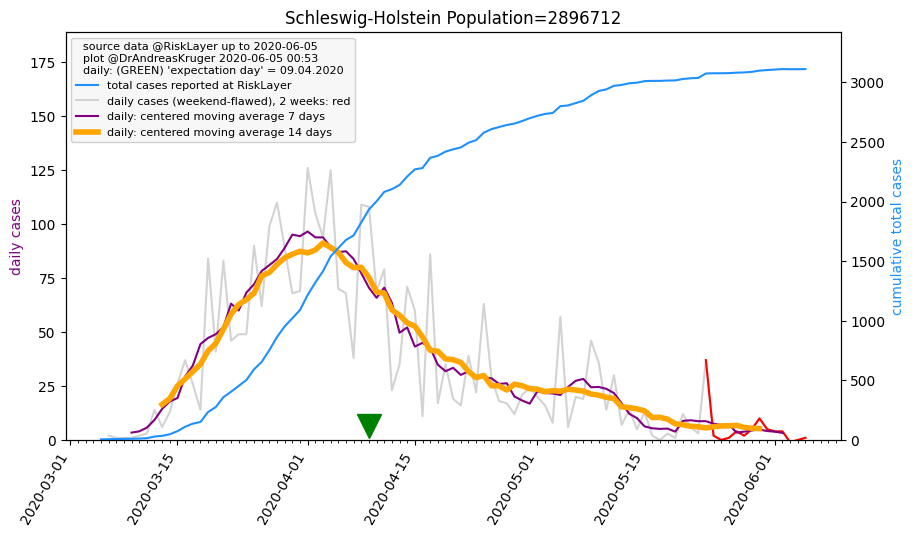 Schleswig-Holstein Population=2896712
source data @RiskLayer up to 2020-06-05
plot @DrAndreasKruger 2020-06-05 00:53
daily: (GREEN) 'expectation day' = 09.04.2020
total cases reported at RiskLayer
daily cases (weekend-flawed), 2 weeks: red
daily: centered moving average 7 days
daily: centered moving average 14 days
daily cases
175
150
125
100
75
50
25
0
cumulative total cases
3000
2500
2000
1500
1000
500
0
2020-03-01
2020-03-15
2020-04-01
2020-04-15
2020-05-01
2020-05-15
2020-06-01